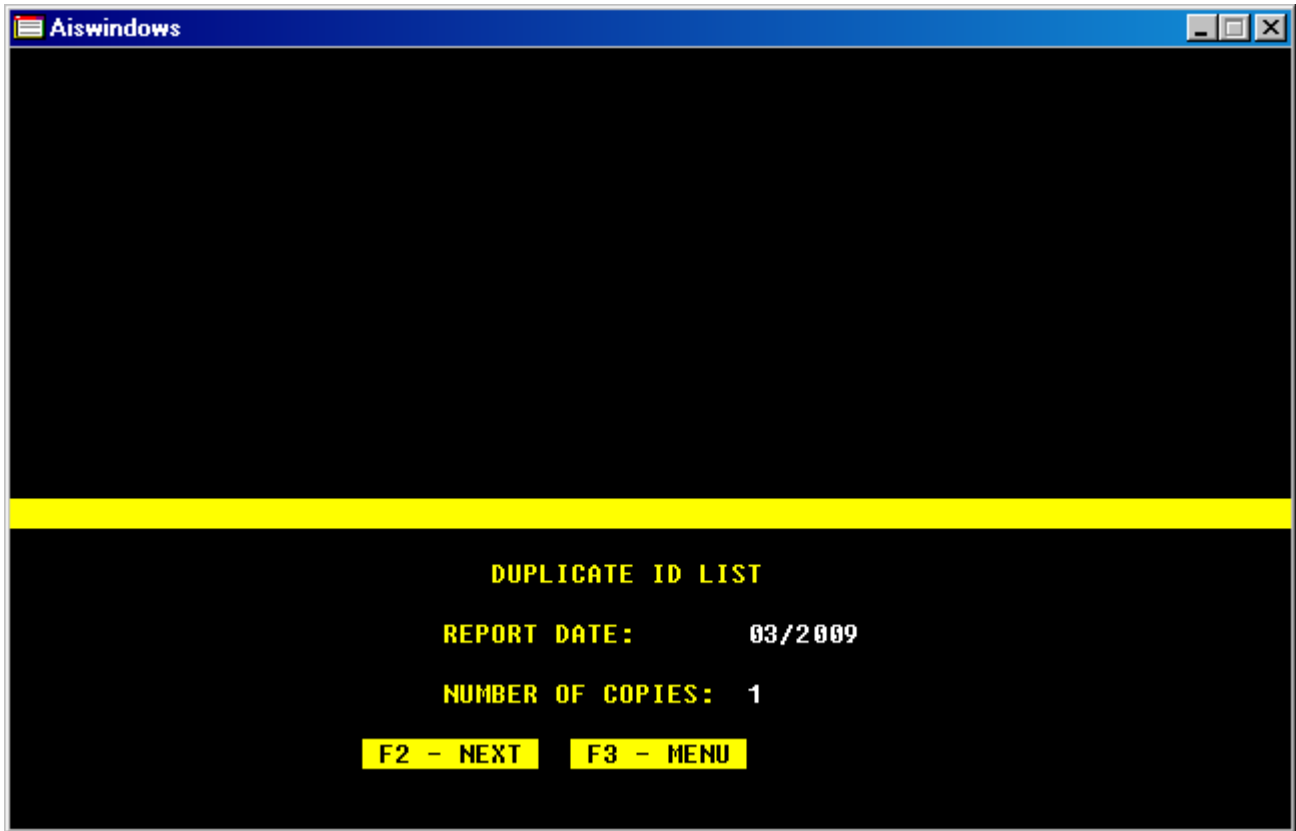 Aiswindows
DUPLICATE ID LIST
REPORT DATE: 03/2009
NUMBER OF COPIES: 1
F2 - NEXT F3 - MENU